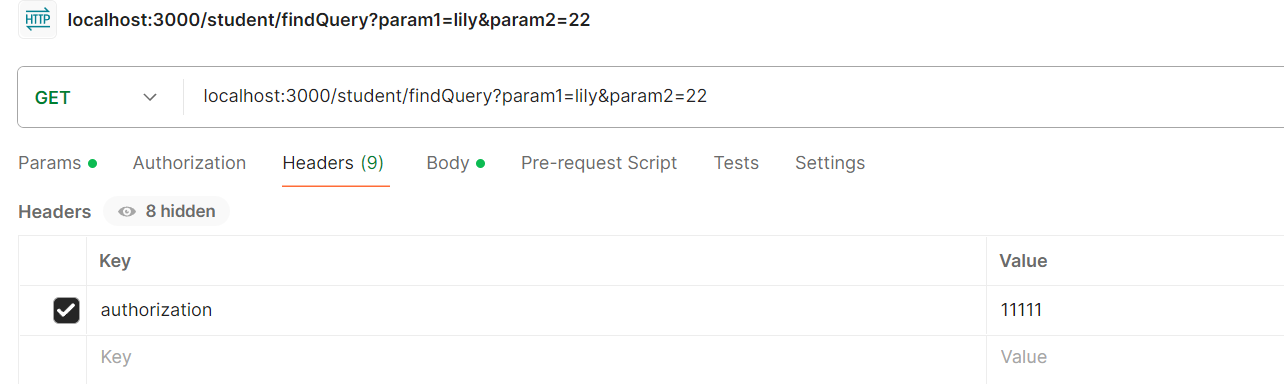 HTTP localhost:3000/student/findQuery?param1=lily&param2=22
GET localhost:3000/student/findQuery?param1=lily&param2=22
Params Authorization Headers (9) Body Pre-request Script Tests Settings
Headers 8 hidden
Key Value
authorization 11111
Key Value